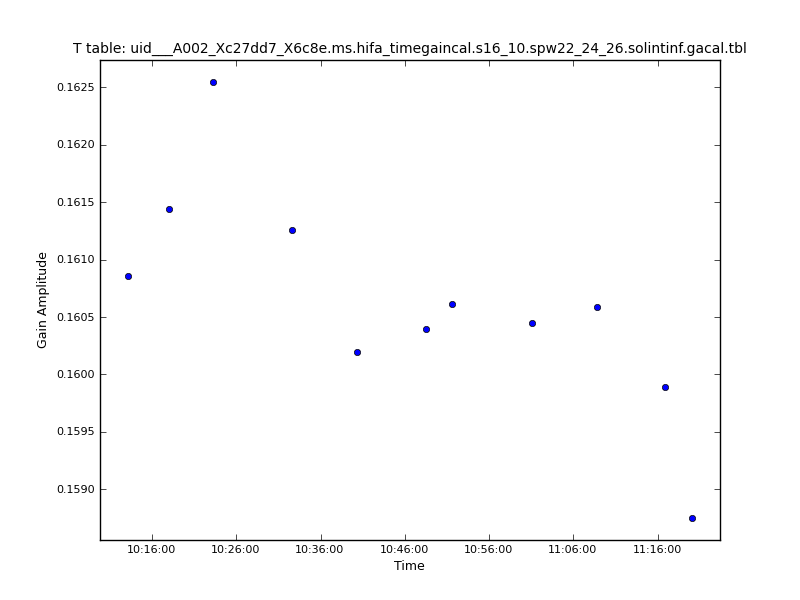 T table: uid___A002_Xc27dd7_X6c8e.ms.hifa_timegaincal.s16_10.spw22_24_26.solintinf.gacal.tbl
0.1625
0.1620
0.1615
0.1610
0.1605
0.1600
0.1595
0.1590
Gain Amplitude
10:16:00 10:26:00 10:36:00 10:46:00 10:56:00 11:06:00 11:16:00
Time